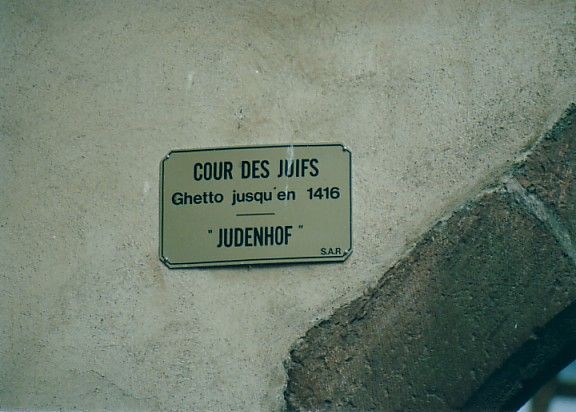 COUR DES JUIFS
Ghetto jusqu'en 1416
"JUDENHOF"
S.A.R.